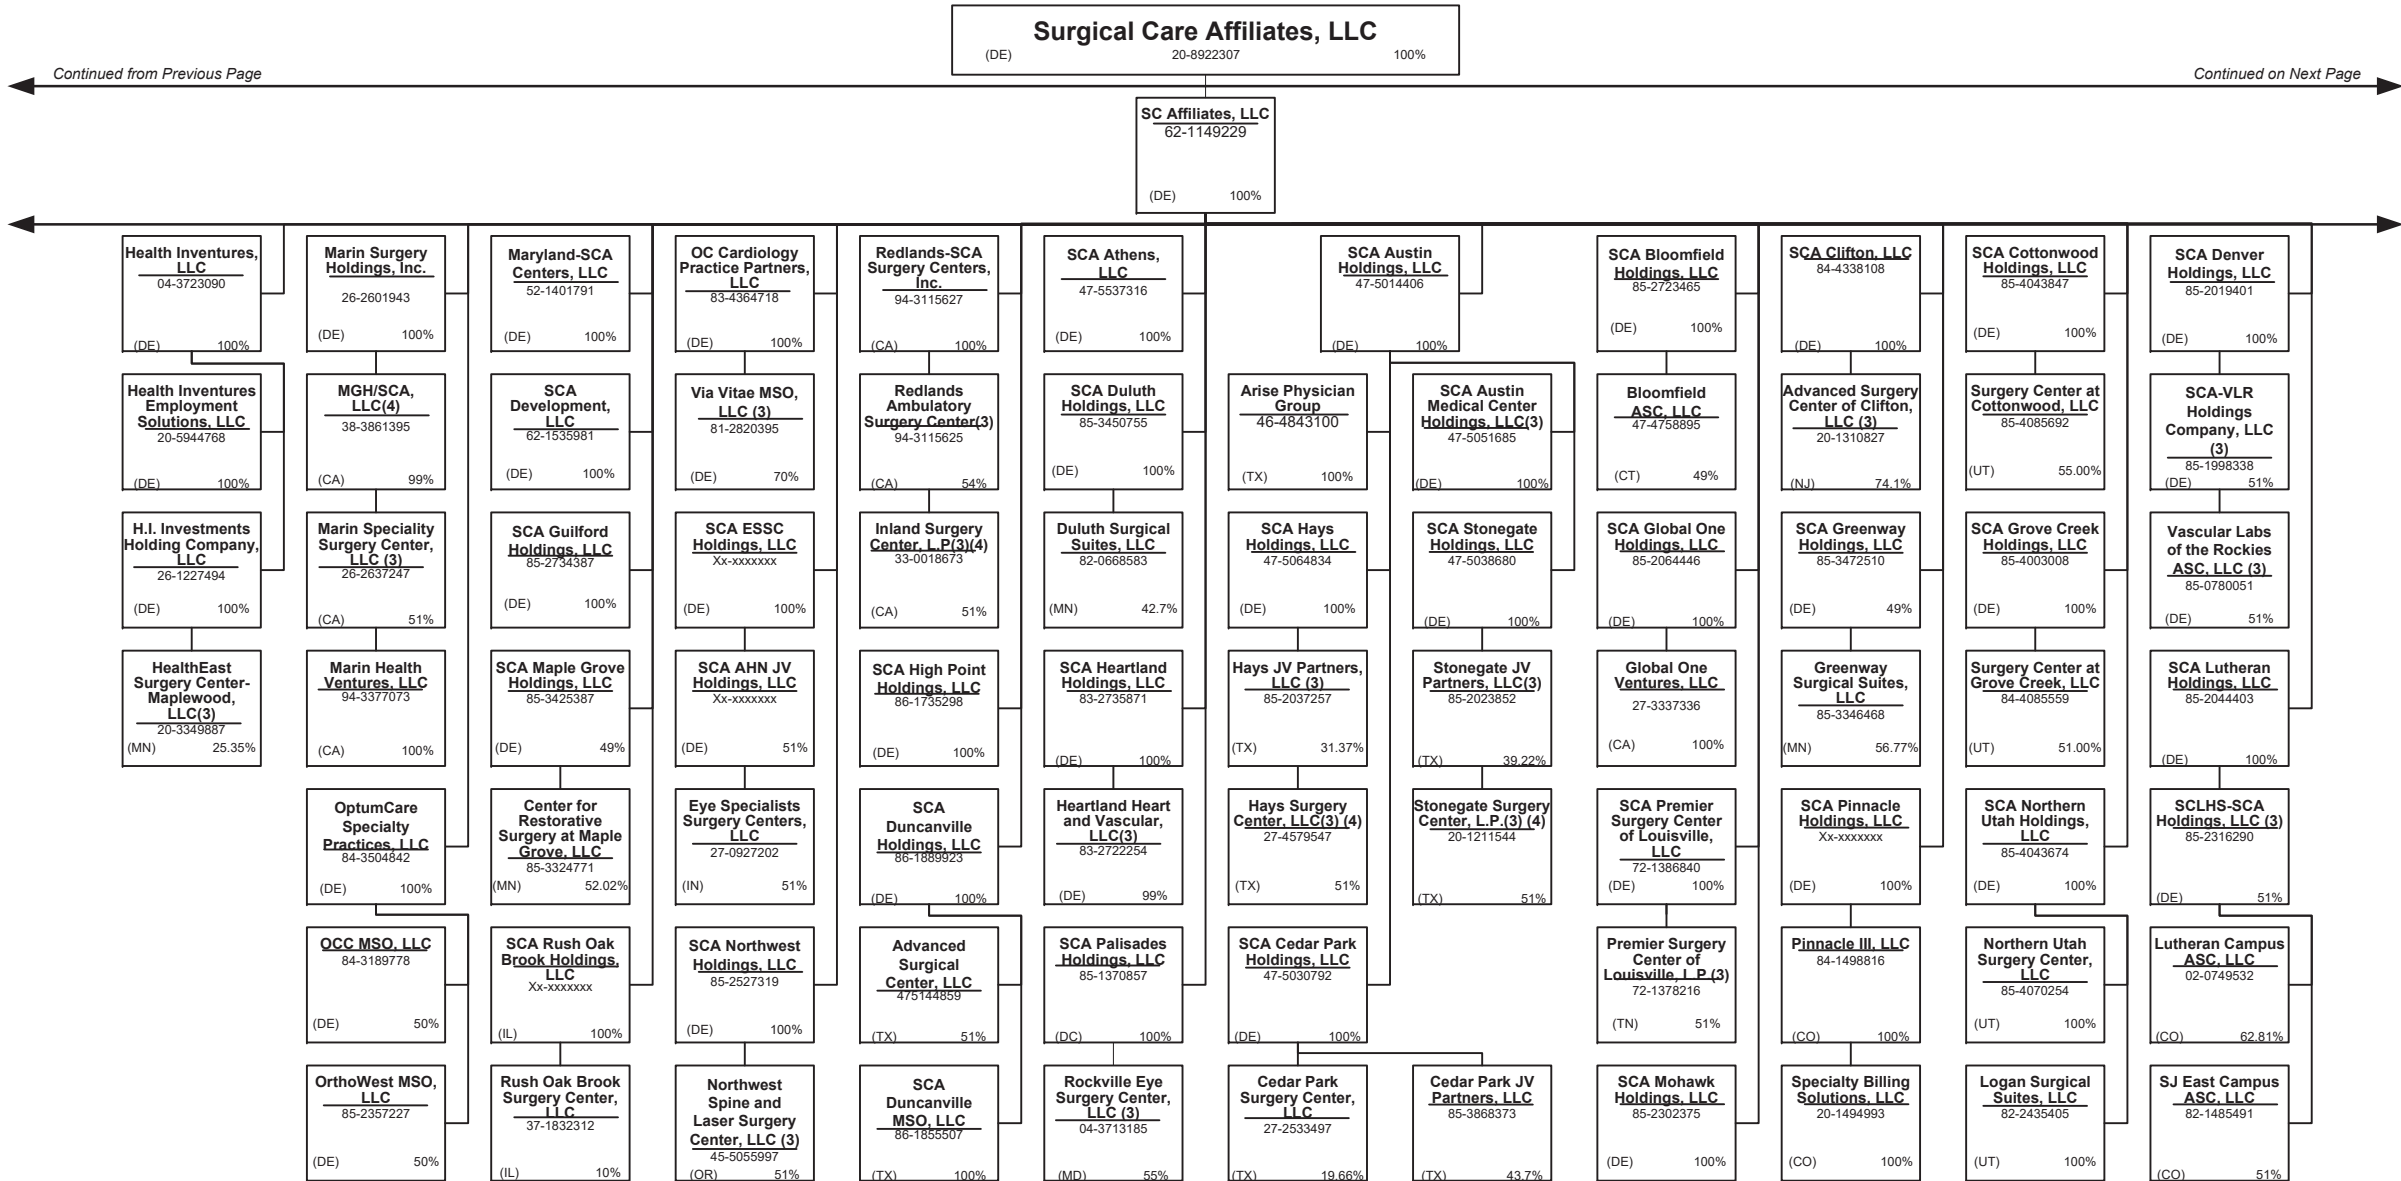 Surgical Care Affiliates, LLC
(DE) 20-8922307 100%
Continued from Previous Page
Continued on Next Page
SC Affiliates, LLC
62-1149229
(DE) 100%
Health Inventures,
LLC
04-3723090
(DE) 100%
Marin Surgery
Holdings, Inc.
26-2601943
(DE) 100%
Maryland-SCA
Centers, LLC
52-1401791
(DE) 100%
OC Cardiology
Practice Partners,
LLC
83-4364718
(DE) 100%
Redlands-SCA
Surgery Centers,
Inc.
94-3115627
(CA) 100%
SCA Athens,
LLC
47-5537316
(DE) 100%
SCA Austin
Holdings, LLC
47-5014406
(DE) 100%
SCA Bloomfield
Holdings, LLC
85-2723465
(DE) 100%
SCA Clifton, LLC
84-4338108
(DE) 100%
SCA Cottonwood
Holdings, LLC
85-4043847
(DE) 100%
SCA Denver
Holdings, LLC
85-2019401
(DE) 100%
Health Inventures
Employment
Solutions, LLC
20-5944768
(DE) 100%
MGH/SCA,
LLC(4)
38-3861395
(CA) 99%
SCA
Development,
LLC
62-1535981
(DE) 100%
Via Vitae MSO,
LLC (3)
81-2820395
(DE) 70%
Redlands
Ambulatory
Surgery Center(3)
94-3115625
(CA) 54%
SCA Duluth
Holdings, LLC
85-3450755
(DE) 100%
Arise Physician
Group
46-4843100
(TX) 100%
SCA Austin
Medical Center
Holdings, LLC(3)
47-5051685
(DE) 100%
Bloomfield
ASC, LLC
47-4758895
(CT) 49%
Advanced Surgery
Center of Clifton,
LLC (3)
20-1310827
(NJ) 74.1%
Surgery Center at
Cottonwood, LLC
85-4085692
(UT) 55.00%
SCA-VLR
Holdings
Company, LLC
(3)
85-1998338
(DE) 51%
H.I. Investments
Holding Company,
LLC
26-1227494
(DE) 100%
Marin Speciality
Surgery Center,
LLC (3)
26-2637247
(CA) 51%
SCA Guilford
Holdings, LLC
85-2734387
(DE) 100%
SCA ESSC
Holdings, LLC
Xx-xxxxxxx
(DE) 100%
Inland Surgery
Center, L.P(3)(4)
33-0018673
(CA) 51%
Duluth Surgical
Suites, LLC
82-0668583
(MN) 42.7%
SCA Hays
Holdings, LLC
47-5064834
(DE) 100%
SCA Stonegate
Holdings, LLC
47-5038680
(DE) 100%
SCA Global One
Holdings, LLC
85-2064446
(DE) 100%
SCA Greenway
Holdings, LLC
85-3472510
(DE) 49%
SCA Grove Creek
Holdings, LLC
85-4003008
(DE) 100%
Vascular Labs
of the Rockies
ASC, LLC (3)
85-0780051
(DE) 51%
HealthEast
Surgery Center-
Maplewood,
LLC(3)
20-3349887
(MN) 25.35%
Marin Health
Ventures, LLC
94-3377073
(CA) 100%
SCA Maple Grove
Holdings, LLC
85-3425387
(DE) 49%
SCA AHN JV
Holdings, LLC
Xx-xxxxxxx
(DE) 51%
SCA High Point
Holdings, LLC
86-1735298
(DE) 100%
SCA Heartland
Holdings, LLC
83-2735871
(DE) 100%
Hays JV Partners,
LLC (3)
85-2037257
(TX) 31.37%
Stonegate JV
Partners, LLC(3)
85-2023852
(TX) 39.22%
Global One
Ventures, LLC
27-3337336
(CA) 100%
Greenway
Surgical Suites,
LLC
85-3346468
(MN) 56.77%
Surgery Center at
Grove Creek, LLC
84-4085559
(UT) 51.00%
SCA Lutheran
Holdings, LLC
85-2044403
(DE) 100%
OptumCare
Specialty
Practices, LLC
84-3504842
(DE) 100%
Center for
Restorative
Surgery at Maple
Grove, LLC
85-3324771
(MN) 52.02%
Eye Specialists
Surgery Centers,
LLC
27-0927202
(IN) 51%
SCA
Duncanville
Holdings, LLC
86-1889923
(DE) 100%
Heartland Heart
and Vascular,
LLC(3)
83-2722254
(DE) 99%
Hays Surgery
Center, LLC(3) (4)
27-4579547
(TX) 51%
Stonegate Surgery
Center, L.P.(3) (4)
20-1211544
(TX) 51%
SCA Premier
Surgery Center
of Louisville,
LLC
72-1386840
(DE) 100%
SCA Pinnacle
Holdings, LLC
Xx-xxxxxxx
(DE) 100%
SCA Northern
Utah Holdings,
LLC
85-4043674
(DE) 100%
SCLHS-SCA
Holdings, LLC (3)
85-2316290
(DE) 51%
OCC MSO, LLC
84-3189778
(DE) 50%
SCA Rush Oak
Brook Holdings,
LLC
Xx-xxxxxxx
(IL) 100%
SCA Northwest
Holdings, LLC
85-2527319
(DE) 100%
Advanced
Surgical
Center, LLC
475144859
(TX) 51%
SCA Palisades
Holdings, LLC
85-1370857
(DC) 100%
SCA Cedar Park
Holdings, LLC
47-5030792
(DE) 100%
Premier Surgery
Center of
Louisville, L.P.(3)
72-1378216
(TN) 51%
Pinnacle III, LLC
84-1498816
(CO) 100%
Northern Utah
Surgery Center,
LLC
85-4070254
(UT) 100%
Lutheran Campus
ASC, LLC
02-0749532
(CO) 62.81%
OrthoWest MSO,
LLC
85-2357227
(DE) 50%
Rush Oak Brook
Surgery Center,
LLC
37-1832312
(IL) 10%
Northwest
Spine and
Laser Surgery
Center, LLC (3)
45-5055997
(OR) 51%
SCA
Duncanville
MSO, LLC
86-1855507
(TX) 100%
Rockville Eye
Surgery Center,
LLC (3)
04-3713185
(MD) 55%
Cedar Park
Surgery Center,
LLC
27-2533497
(TX) 19.66%
Cedar Park JV
Partners, LLC
85-3868373
(TX) 43.7%
SCA Mohawk
Holdings, LLC
85-2302375
(DE) 100%
Specialty Billing
Solutions, LLC
20-1494993
(CO) 100%
Logan Surgical
Suites, LLC
82-2435405
(UT) 100%
SJ East Campus
ASC, LLC
82-1485491
(CO) 51%